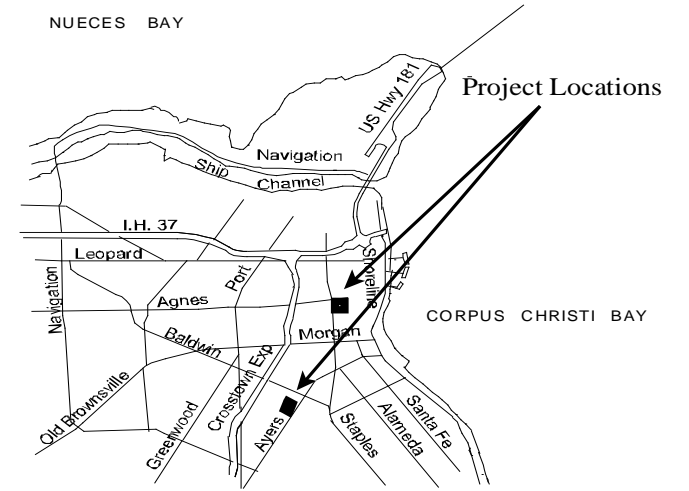 NUECES BAY
US Hwy 181
Project Locations
Navigation
Ship
Channel
I.H. 37
Leopard
Shoreline
Port
Navigation
Agnes
CORPUS CHRISTI BAY
Morgan
Baldwin
Crosstown Exp
Old Brownsville
Greenwood
Ayers
Staples
Alameda
Santa Fe